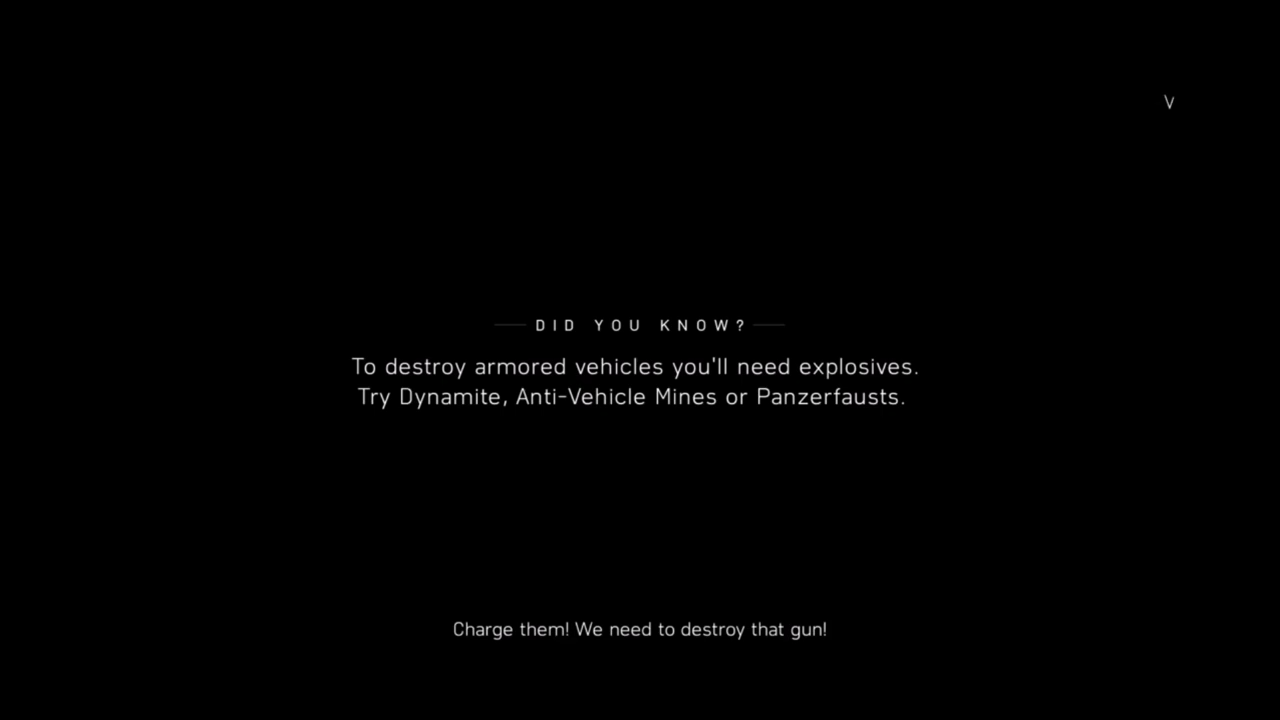 V
DID YOU KNOW?
To destroy armored vehicles you'll need explosives.
Try Dynamite, Anti-Vehicle Mines or Panzerfausts.
Charge them! We need to destroy that gun!